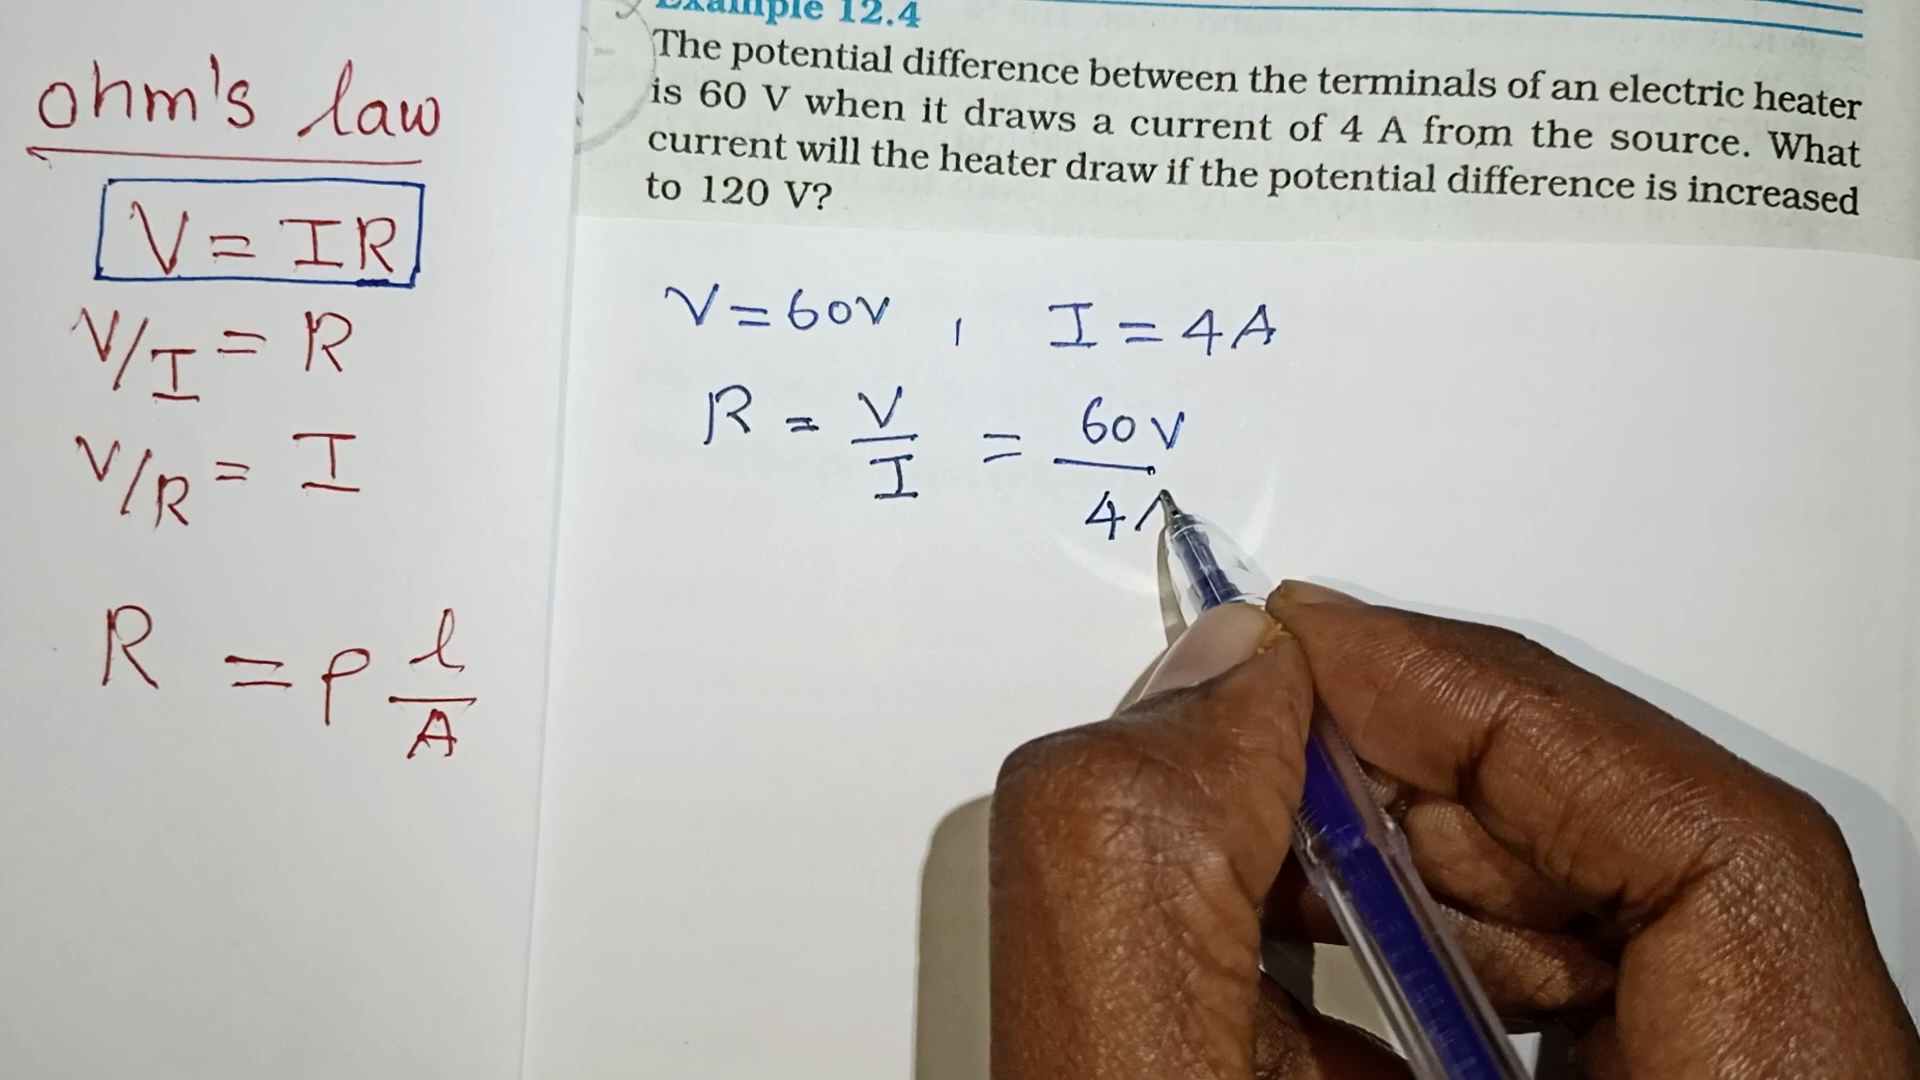 ohm's law
V = IR
V/I = R
V/R = I
R = ρ l/A
Example 12.4
The potential difference between the terminals of an electric heater
is 60 V when it draws a current of 4 A from the source. What
current will the heater draw if the potential difference is increased
to 120 V?
V = 60V , I = 4A
R = V/I = 60V/4A